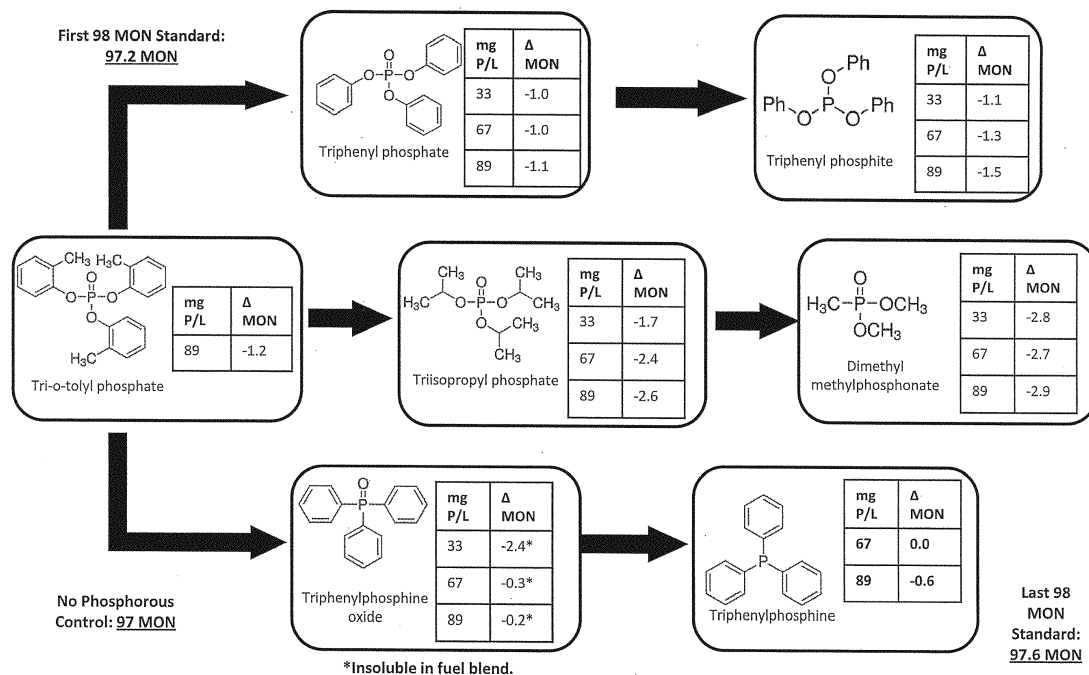 First 98 MON Standard:
97.2 MON
O
O P O
O
Triphenyl phosphate
mg P/L Δ MON
33 -1.0
67 -1.0
89 -1.1
Ph
O
Ph P Ph
O O
Triphenyl phosphite
mg P/L Δ MON
33 -1.1
67 -1.3
89 -1.5
CH₃ H₃C
O
O P O
O
H₃C
Tri-o-tolyl phosphate
mg P/L Δ MON
89 -1.2
CH₃ O CH₃
H₃C O P O CH₃
O CH₃
H₃C
Triisopropyl phosphate
mg P/L Δ MON
33 -1.7
67 -2.4
89 -2.6
O
H₃C P OCH₃
OCH₃
Dimethyl
methylphosphonate
mg P/L Δ MON
33 -2.8
67 -2.7
89 -2.9
O
P
Triphenylphosphine
oxide
mg P/L Δ MON
33 -2.4*
67 -0.3*
89 -0.2*
P
Triphenylphosphine
mg P/L Δ MON
67 0.0
89 -0.6
No Phosphorous
Control: 97 MON
*Insoluble in fuel blend.
Last 98
MON
Standard:
97.6 MON